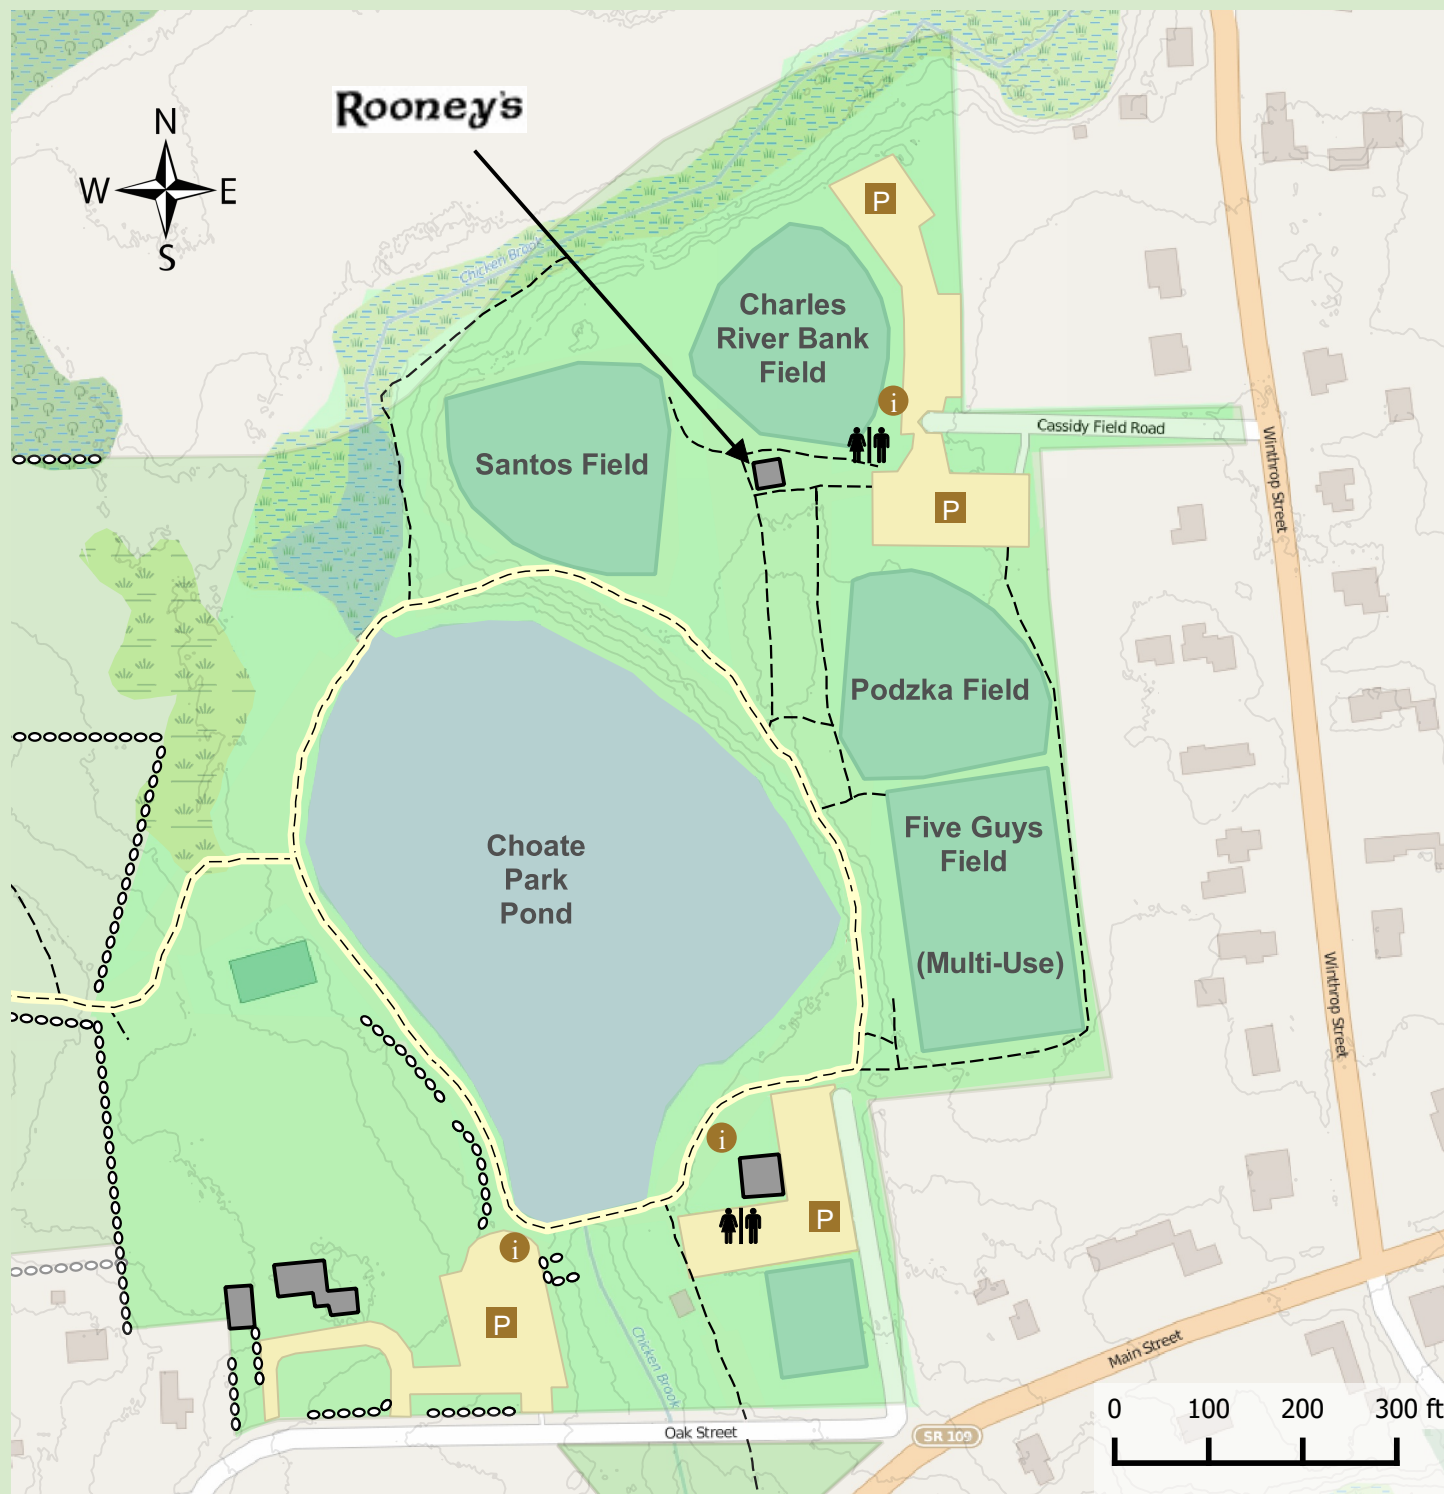 Rooney's
N
W
E
S
P
Chicken Brook
Charles
River Bank
Field
i
Cassidy Field Road
Winthrop Street
Santos Field
P
Podzka Field
Five Guys
Field
(Multi-Use)
Choate
Park
Pond
Winthrop Street
i
P
i
P
Chicken Brook
Main Street
Oak Street
SR 109
0 100 200 300 ft